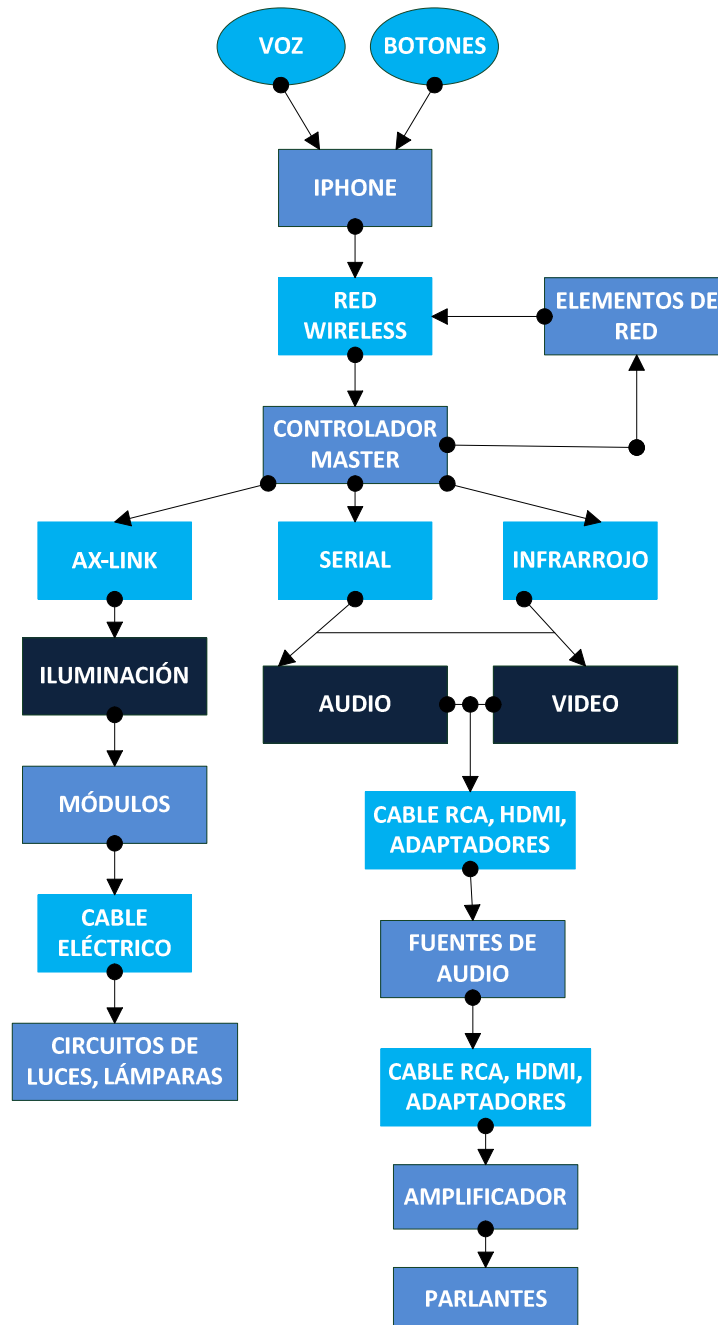 VOZ
BOTONES
IPHONE
RED
WIRELESS
ELEMENTOS DE
RED
CONTROLADOR
MASTER
AX-LINK
SERIAL
INFRARROJO
ILUMINACIÓN
AUDIO
VIDEO
MÓDULOS
CABLE RCA, HDMI,
ADAPTADORES
CABLE
ELÉCTRICO
FUENTES DE
AUDIO
CIRCUITOS DE
LUCES, LÁMPARAS
CABLE RCA, HDMI,
ADAPTADORES
AMPLIFICADOR
PARLANTES